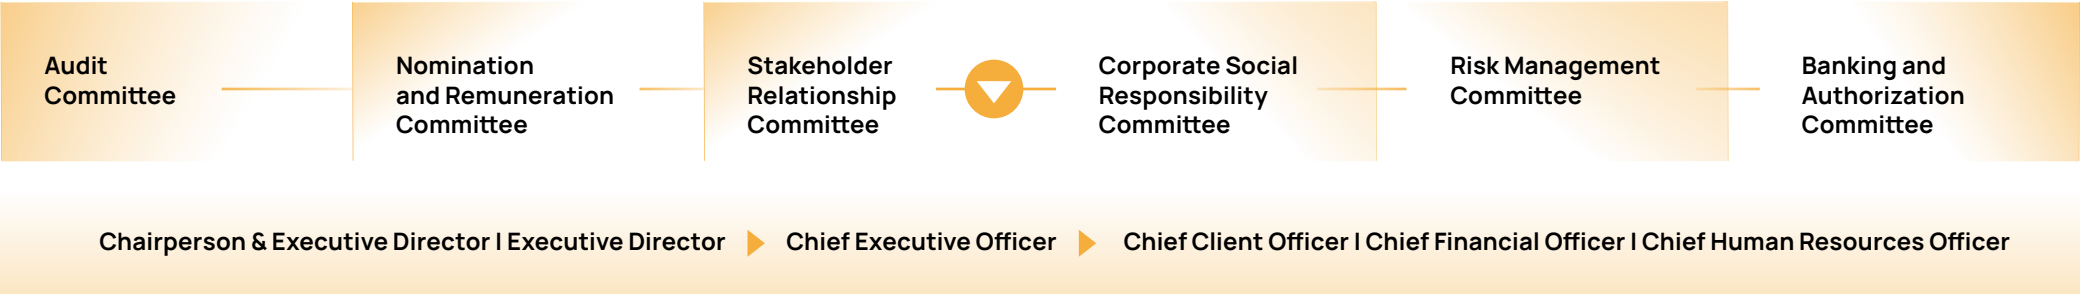 Audit
Committee
Nomination
and Remuneration
Committee
Stakeholder
Relationship
Committee
Corporate Social
Responsibility
Committee
Risk Management
Committee
Banking and
Authorization
Committee
Chairperson & Executive Director I Executive Director
Chief Executive Officer
Chief Client Officer I Chief Financial Officer I Chief Human Resources Officer